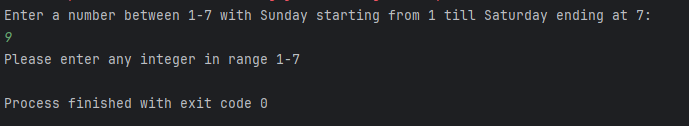 Enter a number between 1-7 with Sunday starting from 1 till Saturday ending at 7:
9
Please enter any integer in range 1-7
Process finished with exit code 0